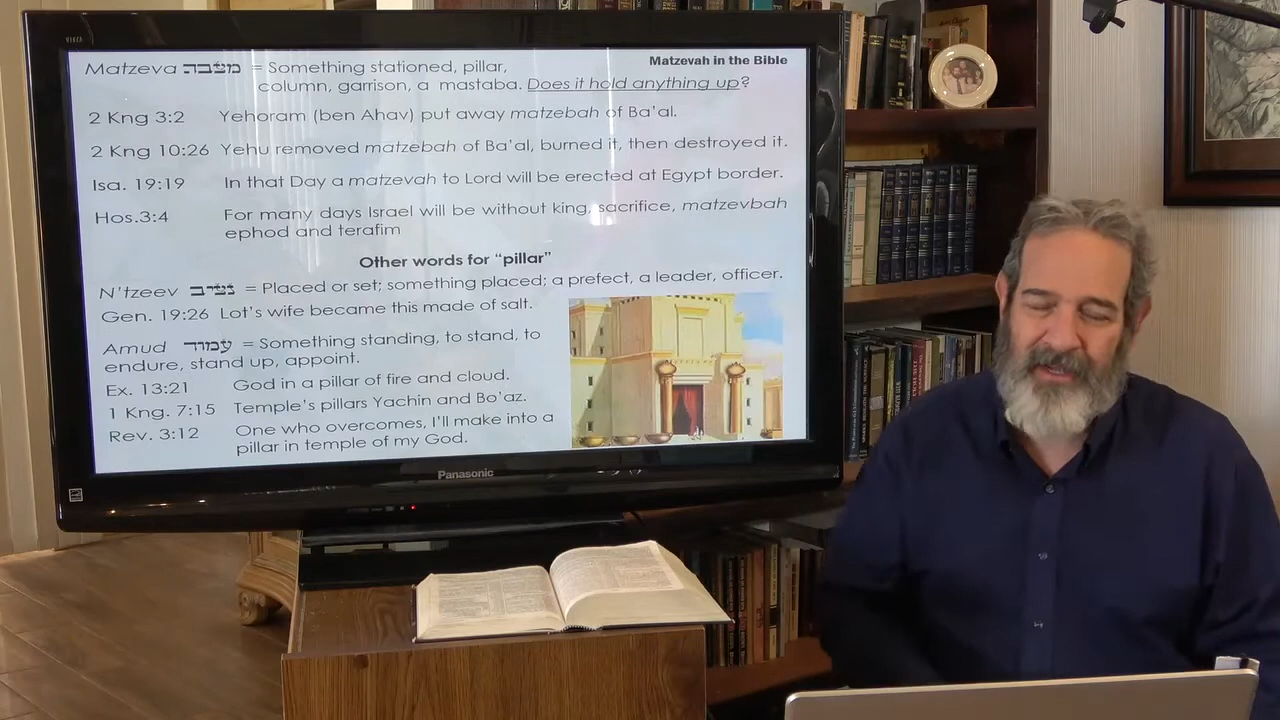 Matzevah in the Bible
Matzeva מצבה = Something stationed, pillar,
column, garrison, a mastaba. Does it hold anything up?
2 Kng 3:2 Yehoram (ben Ahav) put away matzebah of Ba'al.
2 Kng 10:26 Yehu removed matzebah of Ba'al, burned it, then destroyed it.
Isa. 19:19 In that Day a matzevah to Lord will be erected at Egypt border.
Hos.3:4 For many days Israel will be without king, sacrifice, matzevbah
ephod and terafim
Other words for "pillar"
N'tzeev נציב = Placed or set; something placed; a prefect, a leader, officer.
Gen. 19:26 Lot's wife became this made of salt.
Amud עמוד = Something standing, to stand, to
endure, stand up, appoint.
Ex. 13:21 God in a pillar of fire and cloud.
1 Kng. 7:15 Temple's pillars Yachin and Bo'az.
Rev. 3:12 One who overcomes, I'll make into a
pillar in temple of my God.
Panasonic